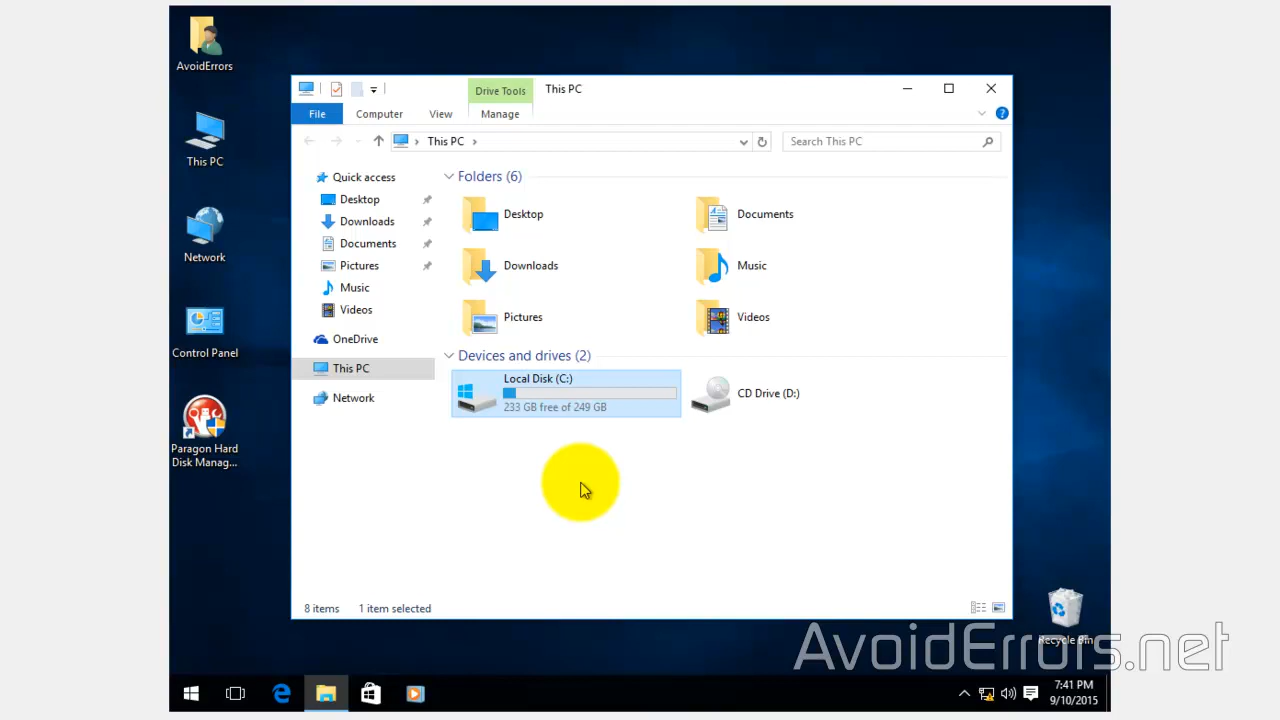 AvoidErrors
This PC
Network
Control Panel
Paragon Hard
Disk Manag...
Drive Tools
This PC
File
Computer
View
Manage
This PC
Search This PC
Quick access
Desktop
Downloads
Documents
Pictures
Music
Videos
OneDrive
This PC
Network
Folders (6)
Desktop
Documents
Downloads
Music
Pictures
Videos
Devices and drives (2)
Local Disk (C:)
233 GB free of 249 GB
CD Drive (D:)
8 items
1 item selected
Recycle Bin
AvoidErrors.net
7:41 PM
9/10/2015